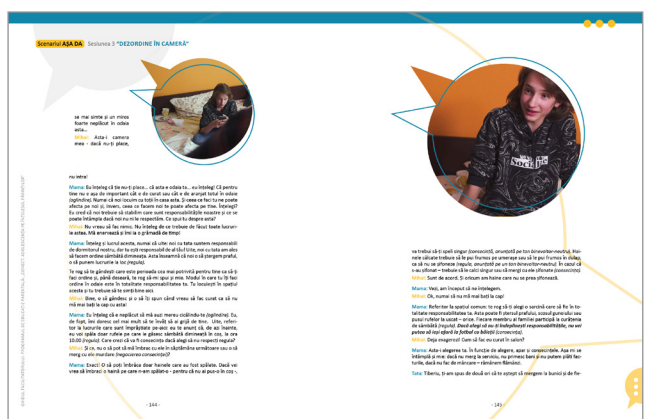 Scenariul AȘA DA Sesiunea 3 "DEZORDINE ÎN CAMERĂ"
se mai simte și un miros
foarte neplăcut în odaia
asta...
Mihai: Asta-i camera
mea - dacă nu-ți place,
nu intra!
Mama: Eu înțeleg că ție nu-ți place... că asta e odaia ta... eu înțeleg! Că pentru
tine nu e așa de important cât e de curat sau cât e de aranjat totul în odaie
(oglindire). Numai că noi locuim cu toții în casa asta. Și ceea ce faci tu ne poate
afecta pe noi și, invers, ceea ce facem noi te poate afecta pe tine. Înțelegi?
Eu cred că noi trebuie să stabilim care sunt responsabilitățile noastre și ce se
poate întâmpla dacă noi nu le respectăm. Ce spui tu despre asta?
Mihai: Nu vreau să fac nimic. Nu înțeleg de ce trebuie de făcut toate lucruri-
le astea. Mă enervează și îmi ia o grămadă de timp!
Mama: Înțeleg și lucrul acesta, numai că uite: noi cu tata suntem responsabili
de dormitorul nostru, dar tu ești responsabil de al tău! Uite, noi cu tata am ales
să facem ordine sâmbătă dimineața. Asta înseamnă că noi o să ștergem praful,
o să punem lucrurile la loc (regula).
Te rog să te gândești care este perioada cea mai potrivită pentru tine ca să-ți
faci ordine și, până deseară, te rog să-mi spui și mie. Modul în care tu îți faci
ordine în odaie este în totalitate responsabilitatea ta. Tu locuiești în spațiul
acesta și tu trebuie să te simți bine aici.
Mihai: Bine, o să gândesc și o să îți spun când vreau să fac curat ca să nu
mă mai bați la cap cu asta!
Mama: Eu înțeleg că e neplăcut să mă auzi mereu cicălindu-te (oglindirea). Eu,
de fapt, îmi doresc cel mai mult să te învăț să ai grijă de tine. Uite, referi-
tor la lucrurile care sunt împrăștiate pe-aici: eu te anunț că, de azi înainte,
eu voi spăla doar rufele pe care le găsesc sâmbătă dimineață în coș, la ora
10.00 (regula). Care crezi că va fi consecința dacă alegi să nu respecți regula?
Mihai: Și ce, nu o să pot să mă îmbrac cu ele în săptămâna următoare sau o să
merg cu ele murdare (negocierea consecinței)?
Mama: Exact! O să poți îmbrăca doar hainele care au fost spălate. Dacă vei
vrea să îmbraci o haină pe care n-am spălat-o - pentru că nu ai pus-o în coș -,
- 144 -
va trebui să-ți speli singur (consecință, anunțată pe ton binevoitor-neutru). Hai-
nele călcate trebuie să le pui frumos pe umerașe sau să le pui frumos în dulap,
ca să nu se șifoneze (regula, anunțată pe un ton binevoitor-neutru). În cazul că
s-au șifonat – trebuie să le calci singur sau să mergi cu ele șifonate (consecința).
Mihai: Sunt de acord. Și oricum am haine care nu se prea șifonează.
Mama: Vezi, am început să ne înțelegem.
Mihai: Ok, numai să nu mă mai bați la cap!
Mama: Referitor la spațiul comun: te rog să-ți alegi o sarcină care să fie în to-
talitate responsabilitatea ta. Asta poate fi ștersul prafului, scosul gunoiului sau
pusul rufelor la uscat – orice. Fiecare membru al familiei participă la curățenia
de sâmbătă (regula). Dacă alegi să nu-ți îndeplinești responsabilitățile, nu vei
putea să ieși afară la fotbal cu băieții (consecința).
Mihai: Deja exagerezi! Cum să fac eu curat în salon?
Mama: Asta-i alegerea ta. În funcție de alegere, apar și consecințele. Așa mi se
întâmplă și mie: dacă nu merg la serviciu, nu primesc bani și nu putem plăti fac-
turile, dacă nu fac de mâncare – rămânem flămânzi.
Tata: Tiberiu, ți-am spus de două ori că te aștept să mergem la bunici și de fie-
- 145 -